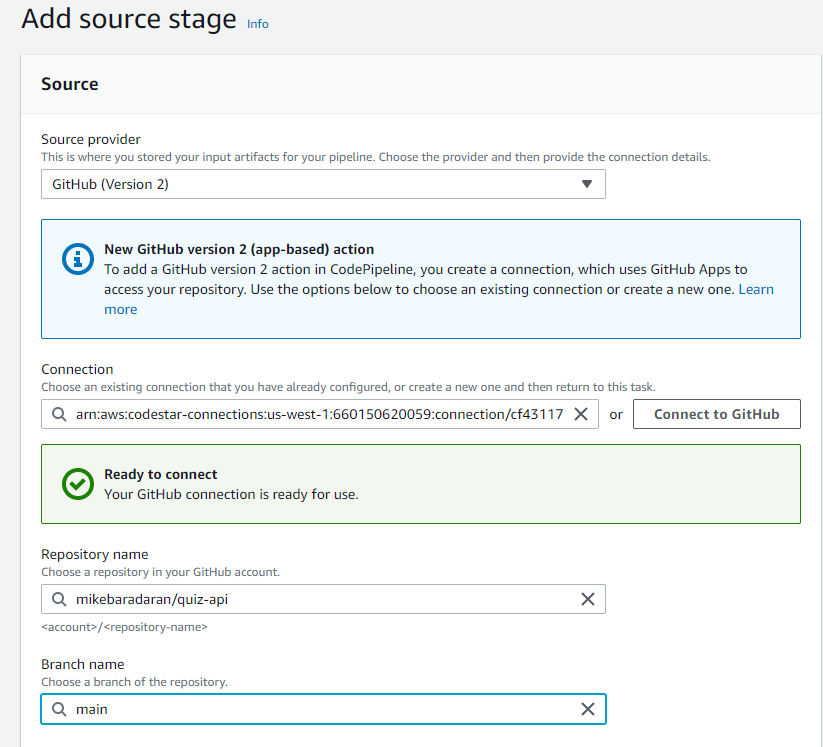 Add source stage Info
Source
Source provider
This is where you stored your input artifacts for your pipeline. Choose the provider and then provide the connection details.
GitHub (Version 2)
New GitHub version 2 (app-based) action
To add a GitHub version 2 action in CodePipeline, you create a connection, which uses GitHub Apps to
access your repository. Use the options below to choose an existing connection or create a new one. Learn
more
Connection
Choose an existing connection that you have already configured, or create a new one and then return to this task.
arn:aws:codestar-connections:us-west-1:660150620059:connection/cf43117 or Connect to GitHub
Ready to connect
Your GitHub connection is ready for use.
Repository name
Choose a repository in your GitHub account.
mikebaradaran/quiz-api
<account>/<repository-name>
Branch name
Choose a branch of the repository.
main